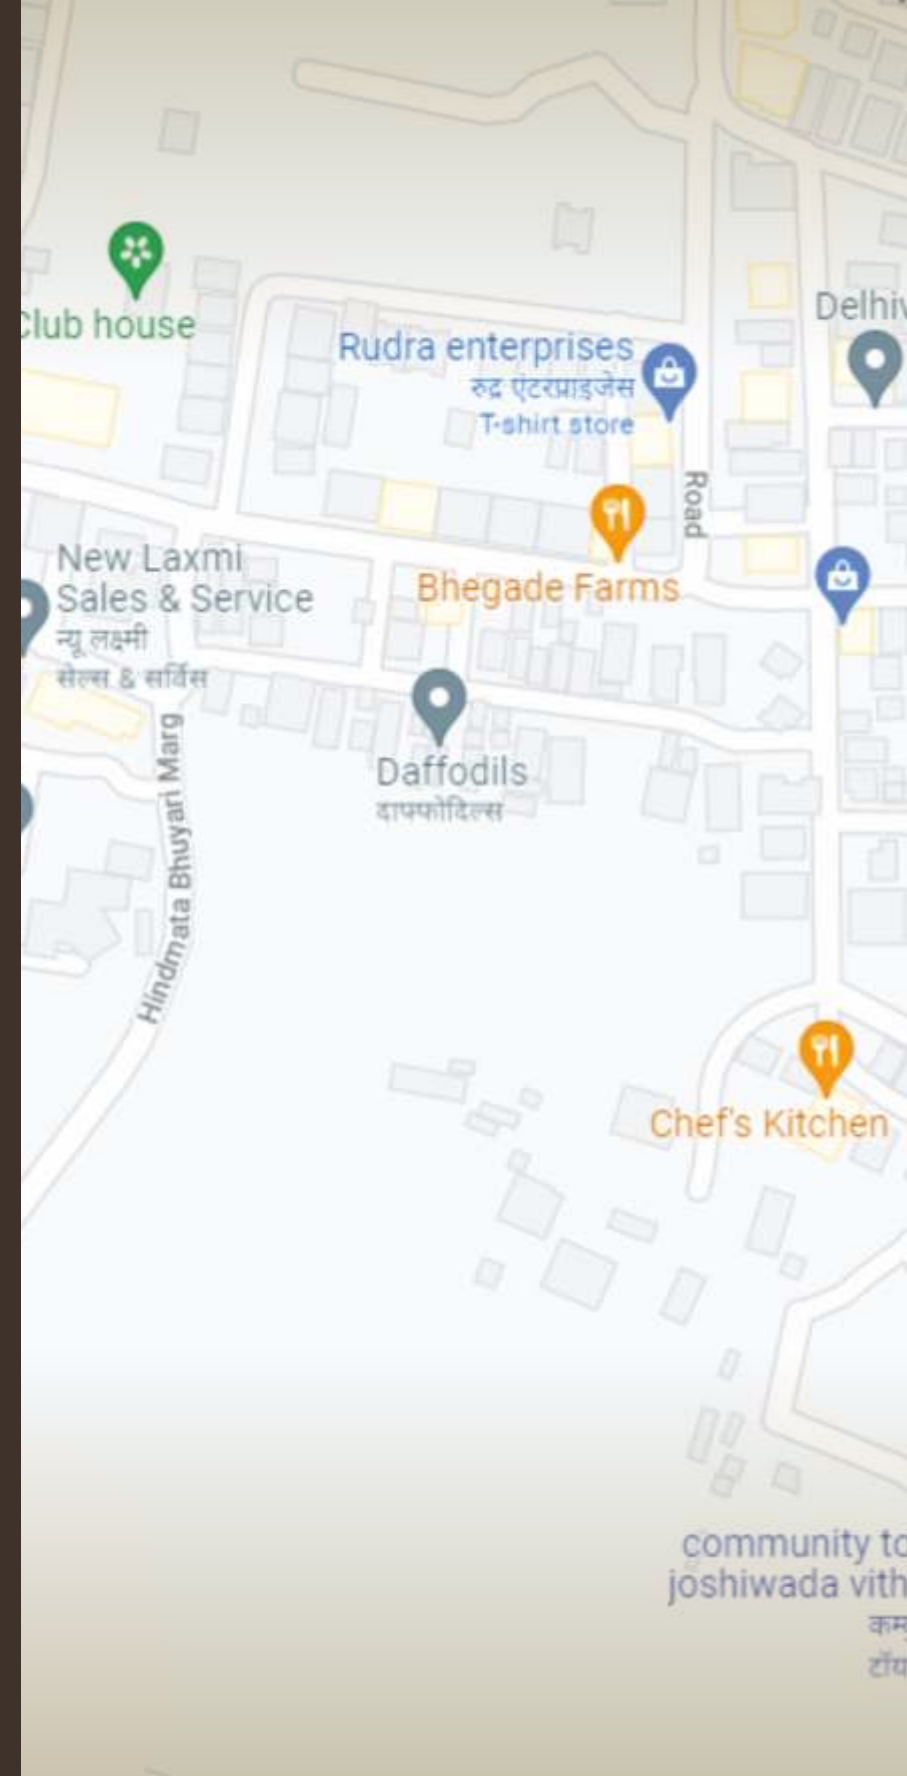 Club house
Rudra enterprises
रुद्र एंटरप्राइजेस
T-shirt store
Delhiv
Road
New Laxmi
Sales & Service
न्यू लक्ष्मी
सेल्स & सर्विस
Bhegade Farms
Daffodils
दाफ्फोदिल्स
Hindmata Bhuyari Marg
Chef's Kitchen
community to
joshiwada vith
कम्
टॉय